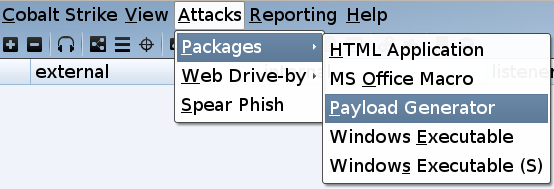 Cobalt Strike View Attacks Reporting Help
external
Packages
Web Drive-by
Spear Phish
HTML Application
MS Office Macro
Payload Generator
Windows Executable
Windows Executable (S)